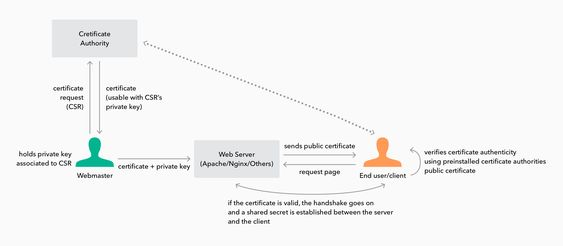 Cretificate
Authority
certificate
request
(CSR)
certificate
(usable with CSR's
private key)
holds private key
associated to CSR
Webmaster
certificate + private key
Web Server
(Apache/Nginx/Others)
sends public certificate
request page
End user/client
verifies certificate authenticity
using preinstalled certificate authorities
public certificate
if the certificate is valid, the handshake goes on
and a shared secret is established between the server
and the client